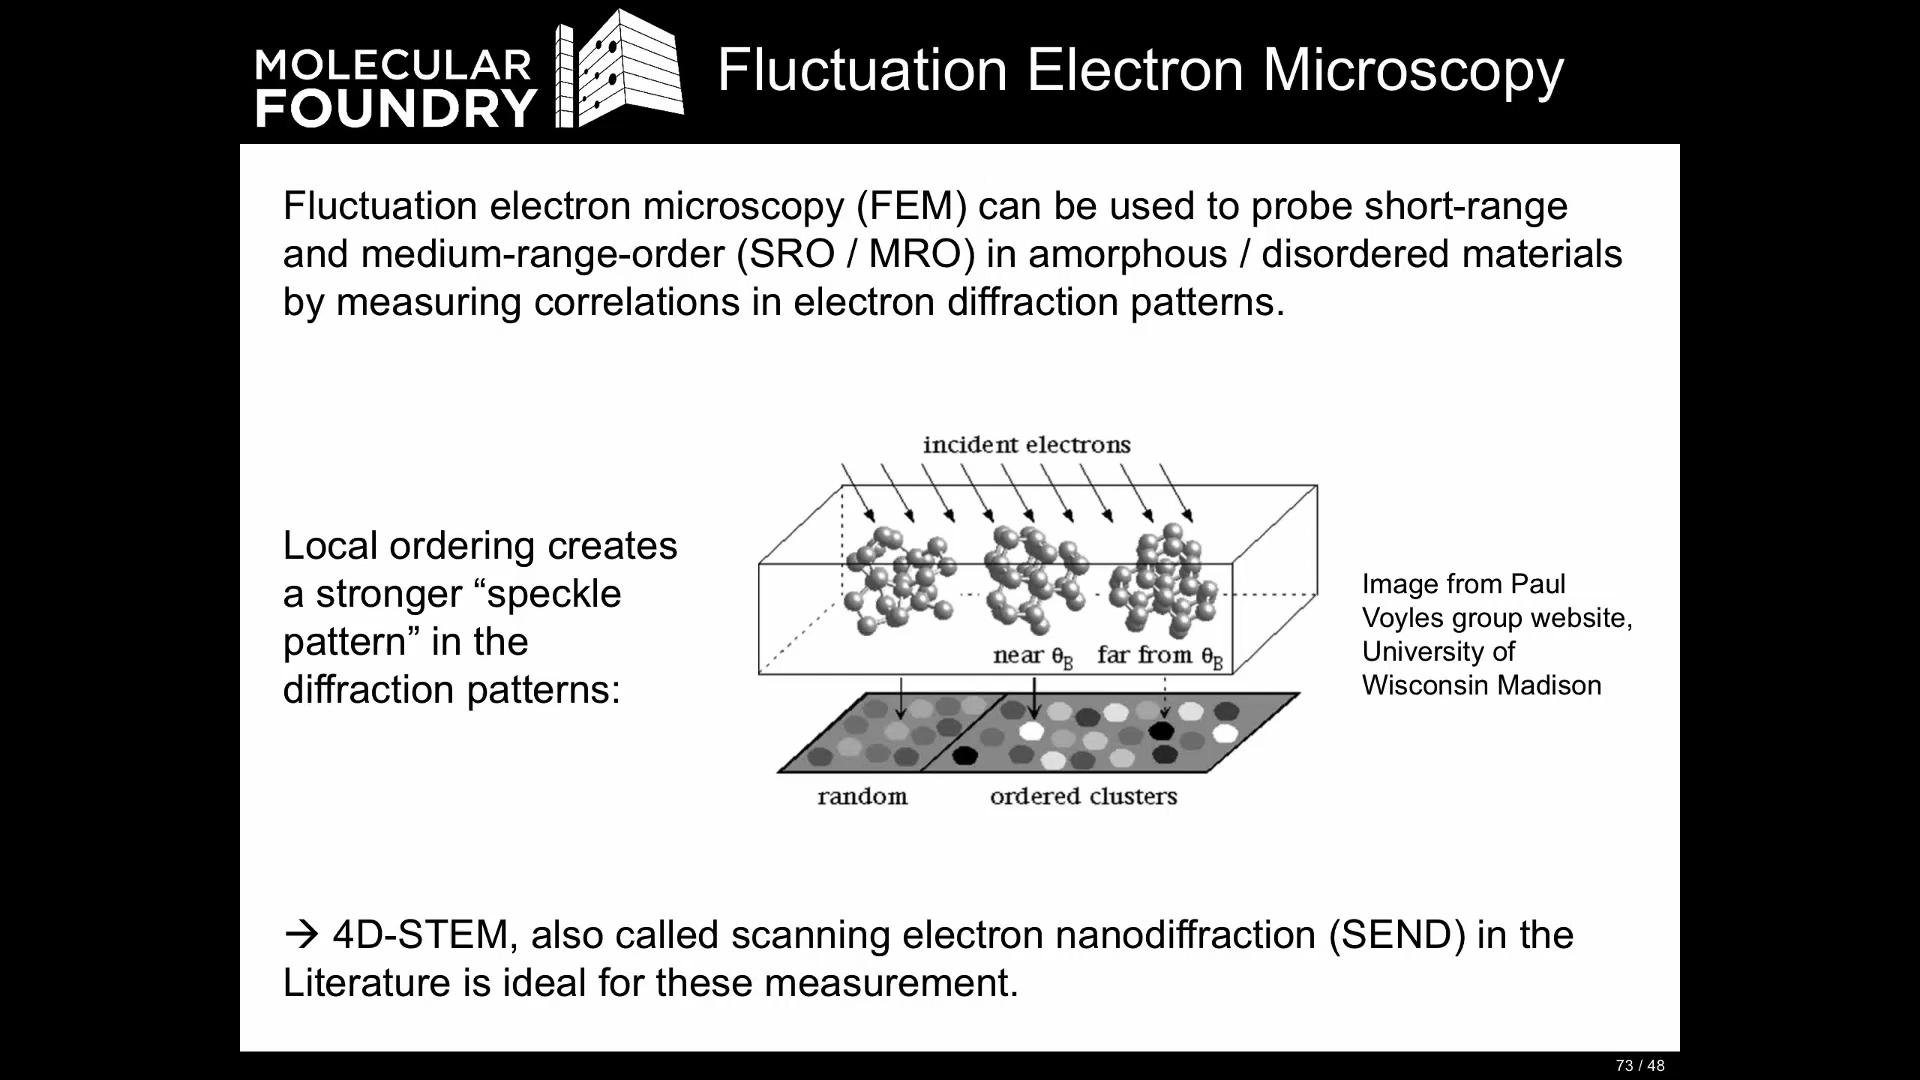 MOLECULAR
FOUNDRY
Fluctuation Electron Microscopy
Fluctuation electron microscopy (FEM) can be used to probe short-range
and medium-range-order (SRO / MRO) in amorphous / disordered materials
by measuring correlations in electron diffraction patterns.
incident electrons
Local ordering creates
a stronger “speckle
pattern” in the
diffraction patterns:
near θB far from θB
random
ordered clusters
Image from Paul
Voyles group website,
University of
Wisconsin Madison
→ 4D-STEM, also called scanning electron nanodiffraction (SEND) in the
Literature is ideal for these measurement.
73 / 48